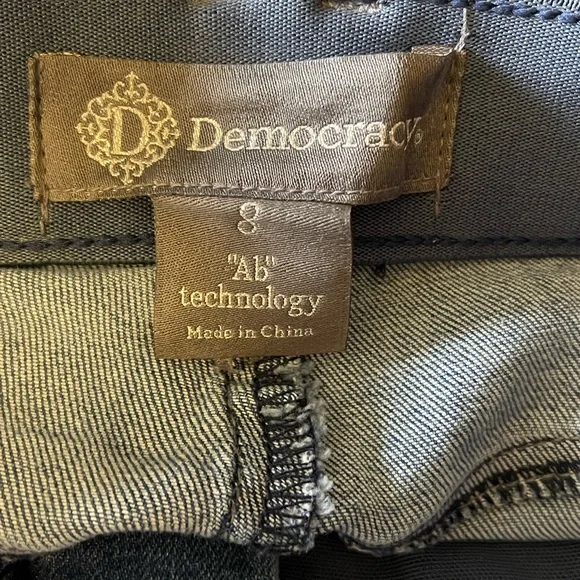 D Democracy®
8
"Ab"
technology
Made in China